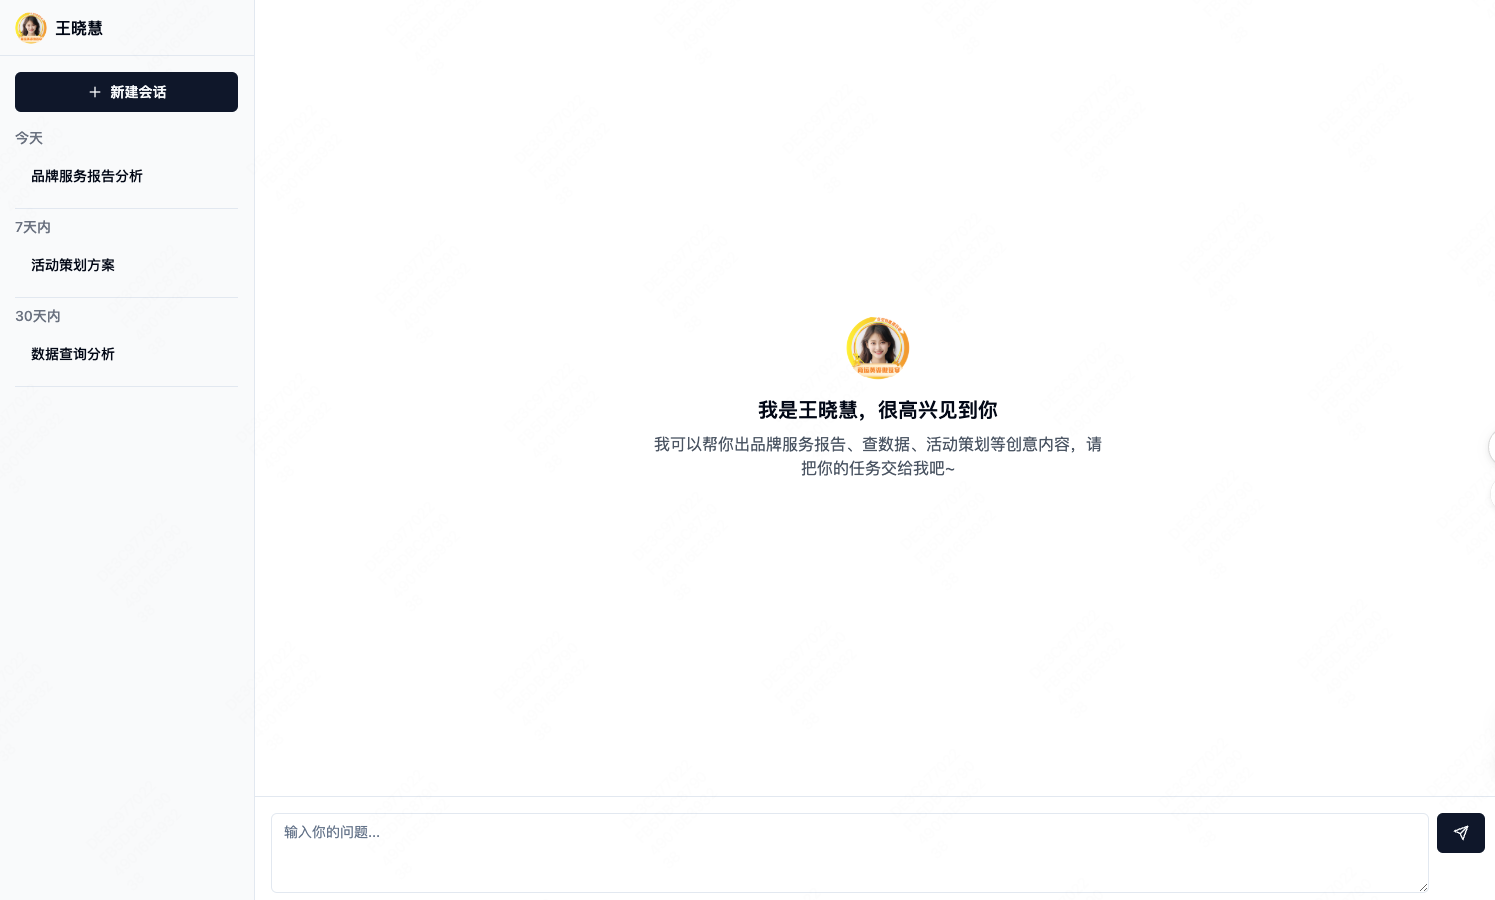 王晓慧
新建会话
今天
品牌服务报告分析
7天内
活动策划方案
30天内
数据查询分析
我是王晓慧，很高兴见到你
我可以帮你出品牌服务报告、查数据、活动策划等创意内容，请
把你的任务交给我吧~
输入你的问题...